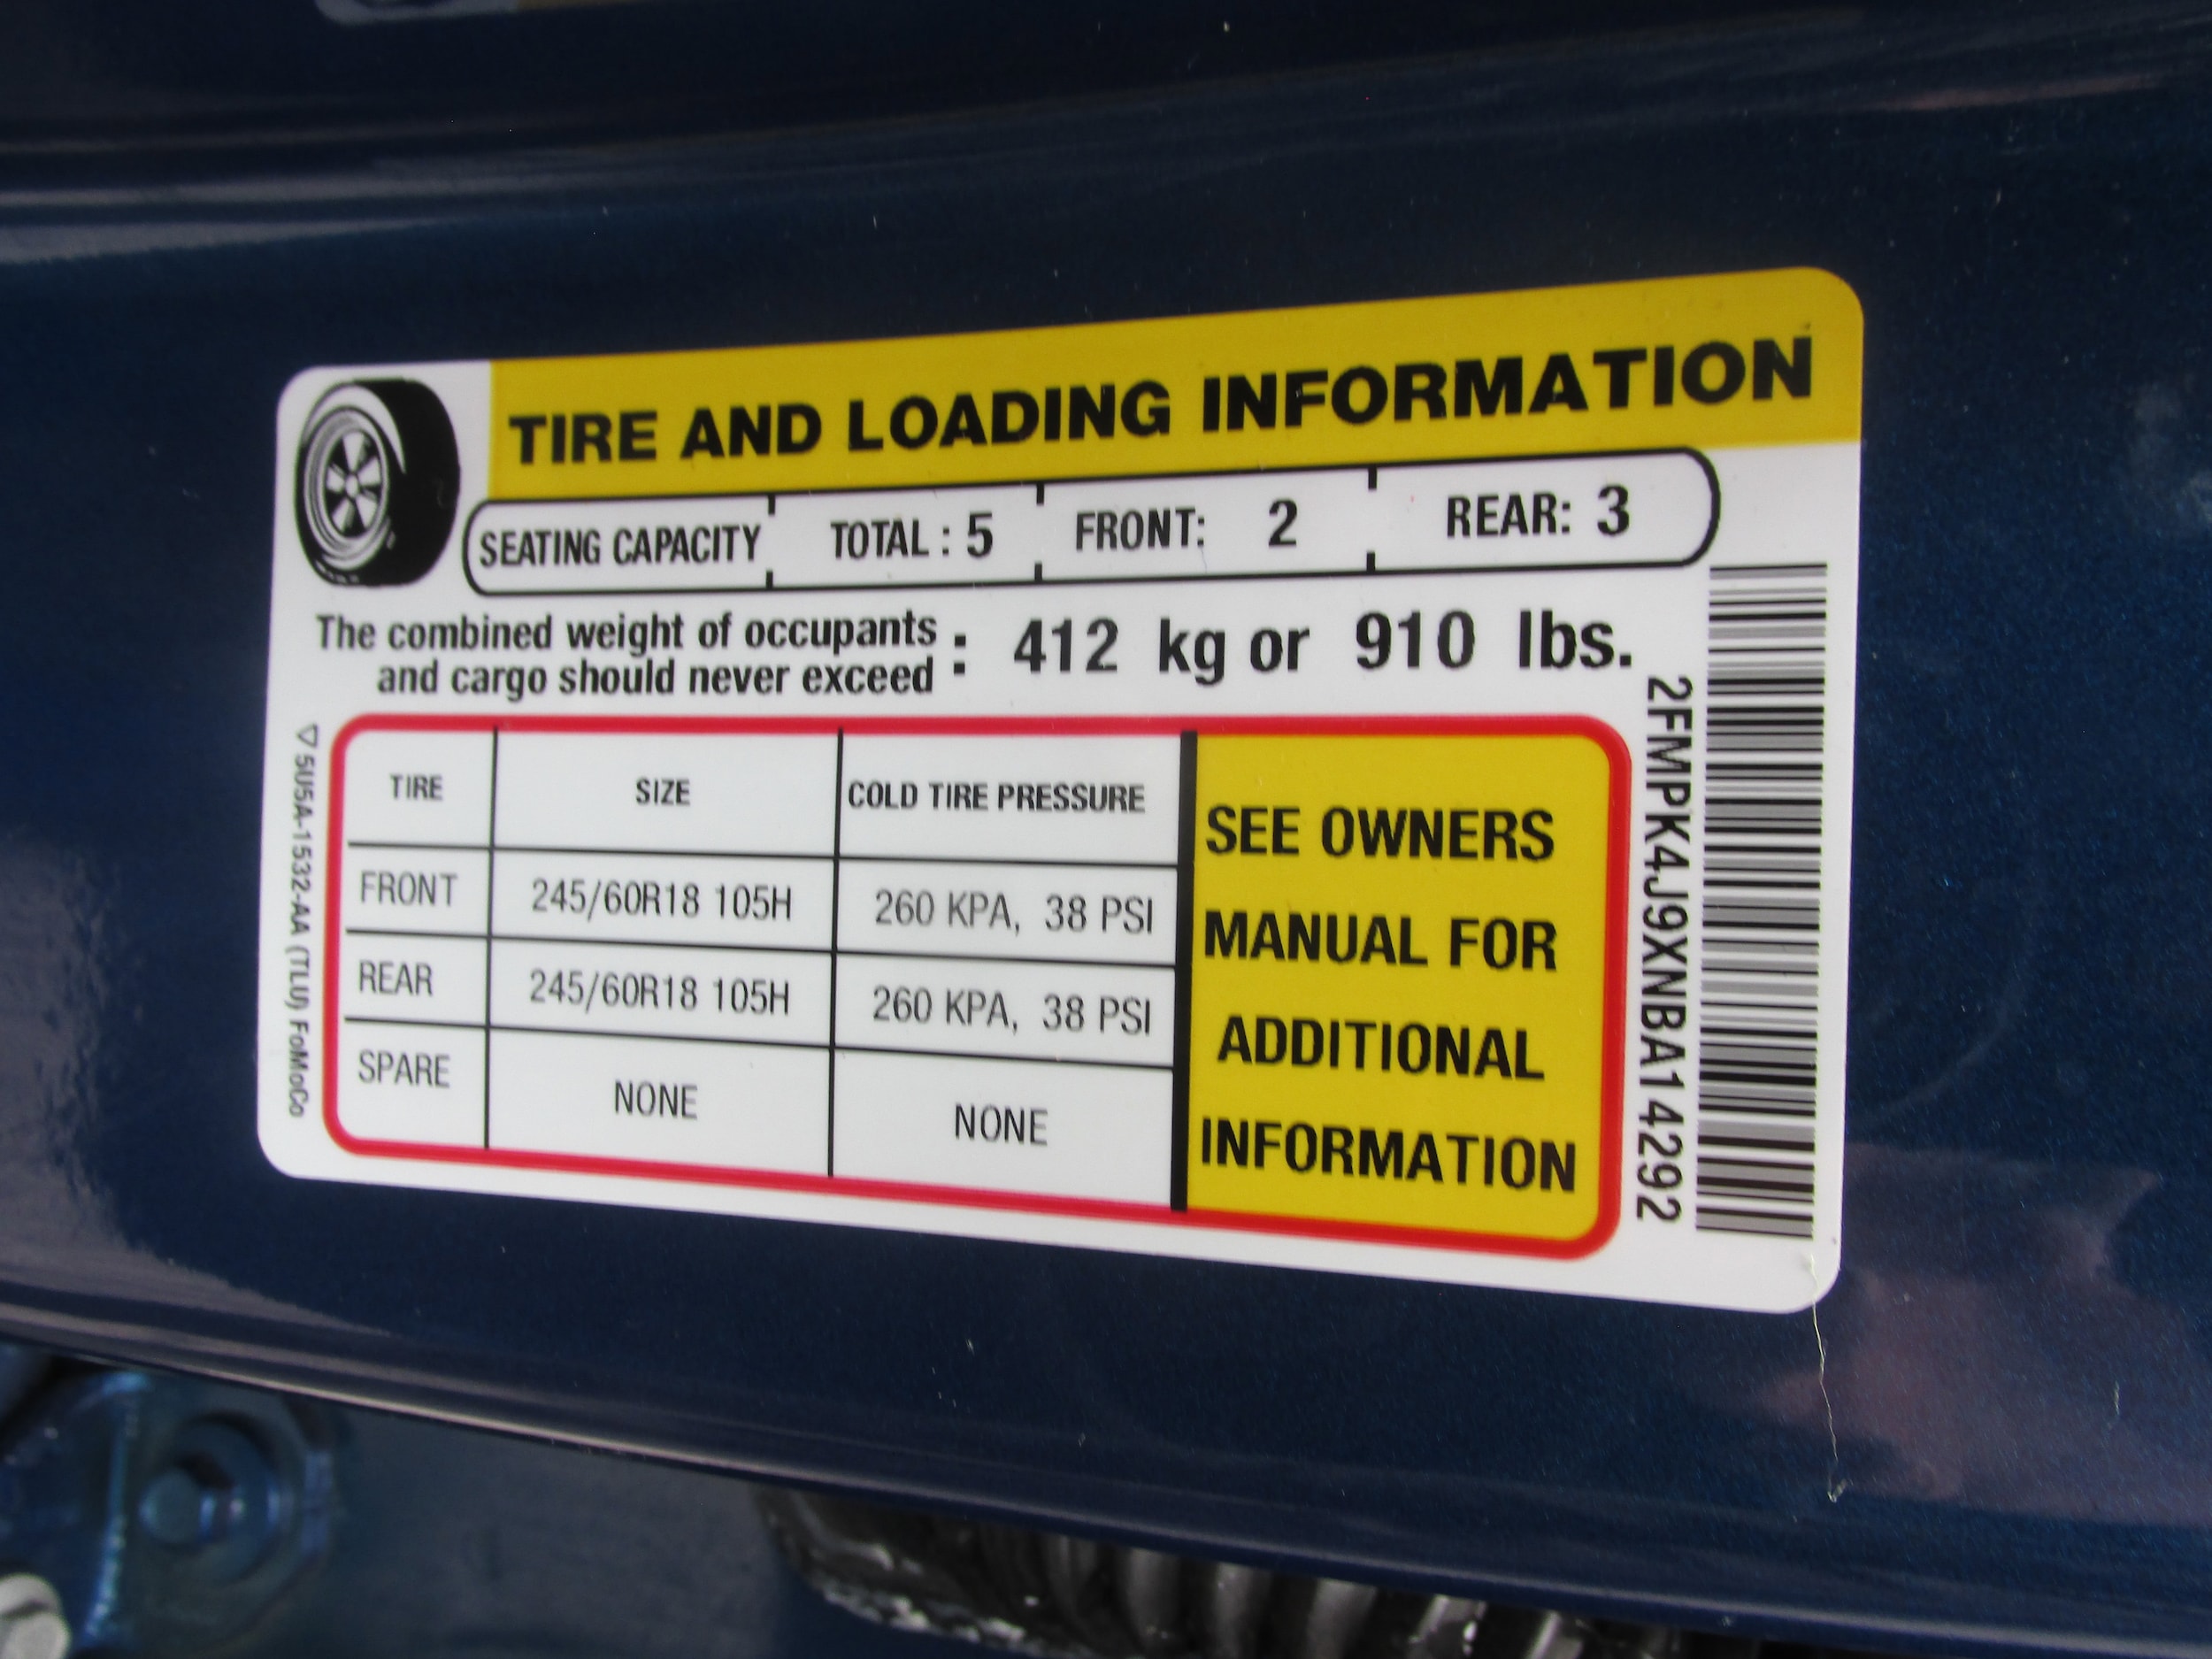 TIRE AND LOADING INFORMATION
SEATING CAPACITY TOTAL : 5 FRONT: 2 REAR: 3
The combined weight of occupants
and cargo should never exceed : 412 kg or 910 lbs.
TIRE SIZE COLD TIRE PRESSURE
FRONT 245/60R18 105H 260 KPA, 38 PSI
REAR 245/60R18 105H 260 KPA, 38 PSI
SPARE NONE NONE
SEE OWNERS
MANUAL FOR
ADDITIONAL
INFORMATION
5U5A-1532-AA (TLU) FoMoCo
2FMPK4J9XNBA14292